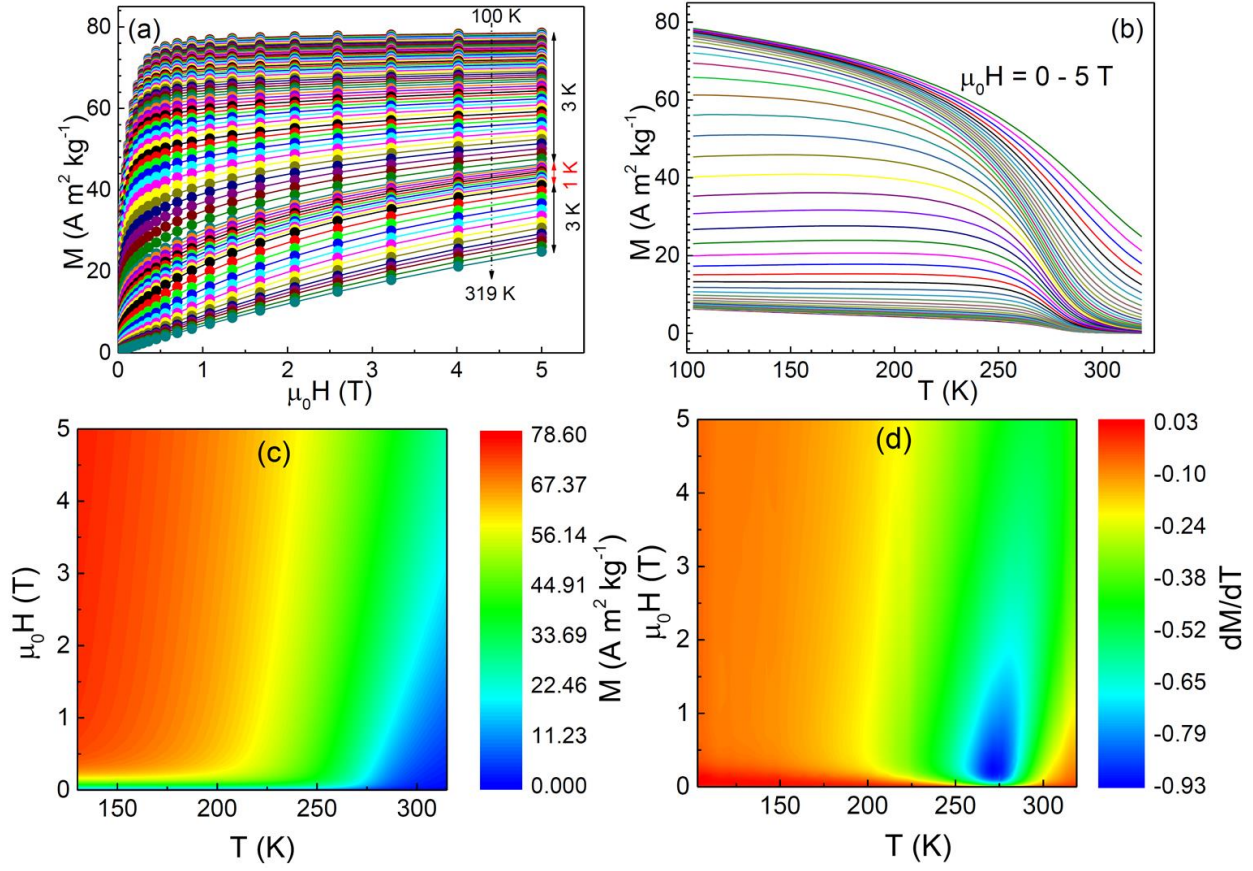 (a)
100 K
3 K
1 K
3 K
319 K
80
60
40
20
0
M (A m² kg⁻¹)
0 1 2 3 4 5
μ₀H (T)
(b)
μ₀H = 0 - 5 T
80
60
40
20
0
M (A m² kg⁻¹)
100 150 200 250 300
T (K)
(c)
5
4
3
2
1
0
μ₀H (T)
150 200 250 300
T (K)
78.60
67.37
56.14
44.91
33.69
22.46
11.23
0.000
M (A m² kg⁻¹)
(d)
5
4
3
2
1
0
μ₀H (T)
150 200 250 300
T (K)
0.03
-0.10
-0.24
-0.38
-0.52
-0.65
-0.79
-0.93
dM/dT